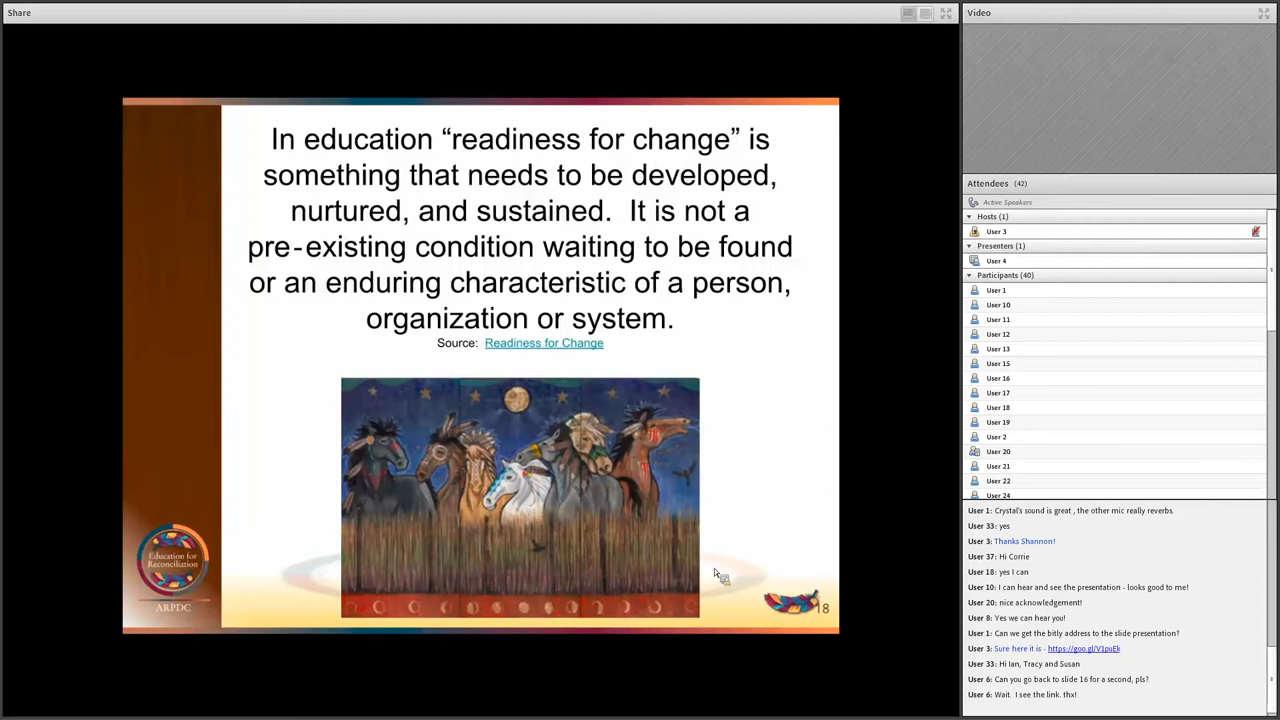 Share
In education “readiness for change” is
something that needs to be developed,
nurtured, and sustained.  It is not a
pre-existing condition waiting to be found
or an enduring characteristic of a person,
organization or system.
Source:  Readiness for Change
Education for
Reconciliation
ARPDC
18
Video
Attendees (42)
Active Speakers
Hosts (1)
User 3
Presenters (1)
User 4
Participants (40)
User 1
User 10
User 11
User 12
User 13
User 15
User 16
User 17
User 18
User 19
User 2
User 20
User 21
User 22
User 24
User 1: Crystal's sound is great , the other mic really reverbs.
User 33: yes
User 3: Thanks Shannon!
User 37: Hi Corrie
User 18: yes I can
User 10: I can hear and see the presentation - looks good to me!
User 20: nice acknowledgement!
User 8: Yes we can hear you!
User 1: Can we get the bitly address to the slide presentation?
User 3: Sure here it is - https://goo.gl/V1puEk
User 33: Hi Ian, Tracy and Susan
User 6: Can you go back to slide 16 for a second, pls?
User 6: Wait.  I see the link. thx!